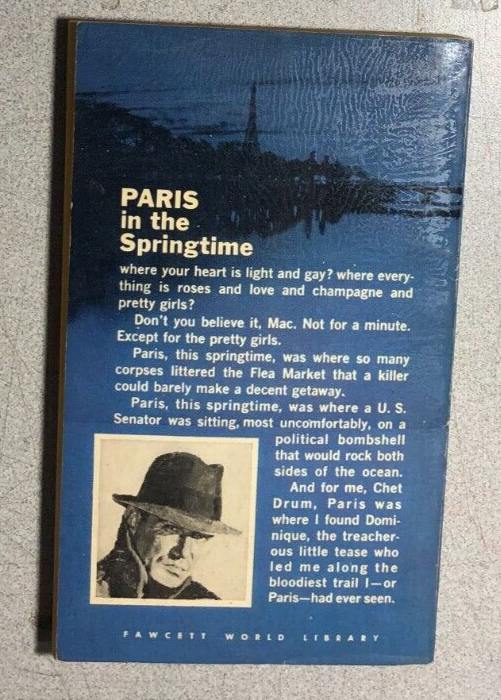 PARIS
in the
Springtime
where your heart is light and gay? where every-
thing is roses and love and champagne and
pretty girls?
Don't you believe it, Mac. Not for a minute.
Except for the pretty girls.
Paris, this springtime, was where so many
corpses littered the Flea Market that a killer
could barely make a decent getaway.
Paris, this springtime, was where a U. S.
Senator was sitting, most uncomfortably, on a
political bombshell
that would rock both
sides of the ocean.
And for me, Chet
Drum, Paris was
where I found Domi-
nique, the treacher-
ous little tease who
led me along the
bloodiest trail I—or
Paris—had ever seen.
FAWCETT WORLD LIBRARY